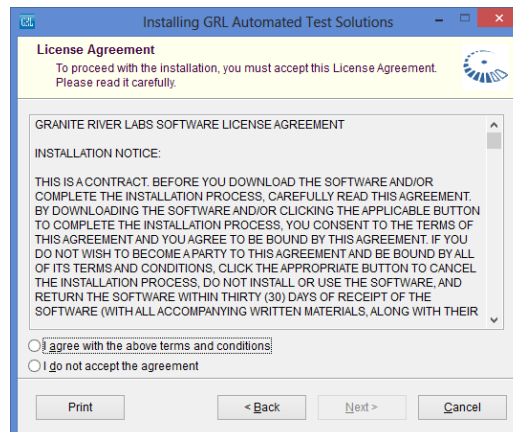 GRL
Installing GRL Automated Test Solutions
License Agreement
To proceed with the installation, you must accept this License Agreement.
Please read it carefully.
GRANITE RIVER LABS SOFTWARE LICENSE AGREEMENT
INSTALLATION NOTICE:
THIS IS A CONTRACT. BEFORE YOU DOWNLOAD THE SOFTWARE AND/OR
COMPLETE THE INSTALLATION PROCESS, CAREFULLY READ THIS AGREEMENT.
BY DOWNLOADING THE SOFTWARE AND/OR CLICKING THE APPLICABLE BUTTON
TO COMPLETE THE INSTALLATION PROCESS, YOU CONSENT TO THE TERMS OF
THIS AGREEMENT AND YOU AGREE TO BE BOUND BY THIS AGREEMENT. IF YOU
DO NOT WISH TO BECOME A PARTY TO THIS AGREEMENT AND BE BOUND BY ALL
OF ITS TERMS AND CONDITIONS, CLICK THE APPROPRIATE BUTTON TO CANCEL
THE INSTALLATION PROCESS, DO NOT INSTALL OR USE THE SOFTWARE, AND
RETURN THE SOFTWARE WITHIN THIRTY (30) DAYS OF RECEIPT OF THE
SOFTWARE (WITH ALL ACCOMPANYING WRITTEN MATERIALS, ALONG WITH THEIR
I agree with the above terms and conditions
I do not accept the agreement
Print
< Back
Next >
Cancel